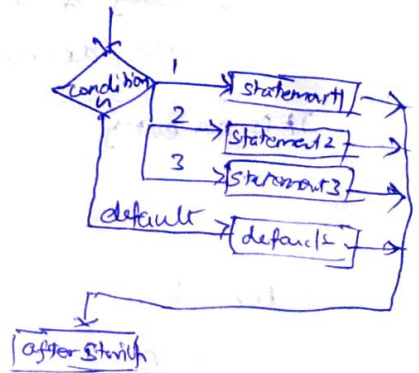 condition
1
statement1
2
statement2
3
statement3
default
default
after Switch